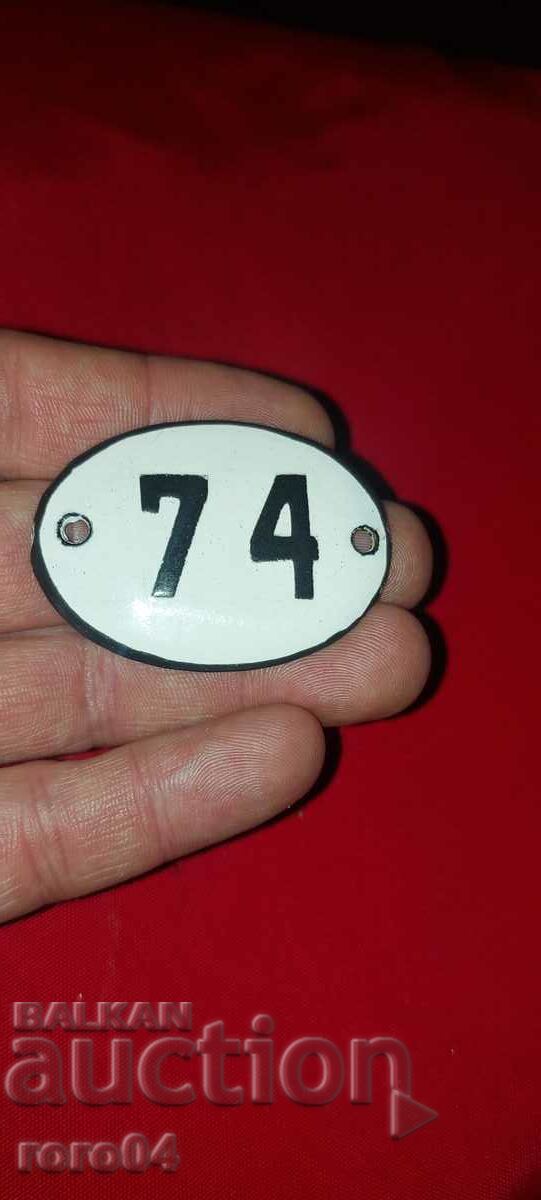 74
BALKAN
auction
roro04